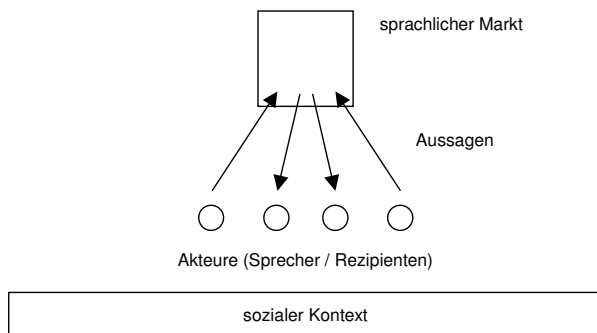 sprachlicher Markt
Aussagen
Akteure (Sprecher / Rezipienten)
sozialer Kontext